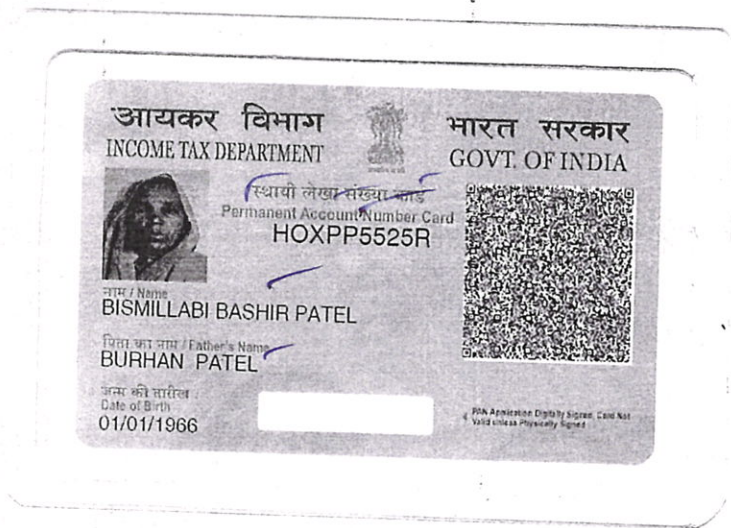 आयकर विभाग
INCOME TAX DEPARTMENT
भारत सरकार
GOVT. OF INDIA
स्थायी लेखा संख्या कार्ड
Permanent Account Number Card
HOXPP5525R
नाम / Name
BISMILLABI BASHIR PATEL
पिता का नाम / Father's Name
BURHAN PATEL
जन्म की तारीख
Date of Birth
01/01/1966
PAN Application Digitally Signed, Card Not
Valid unless Physically Signed